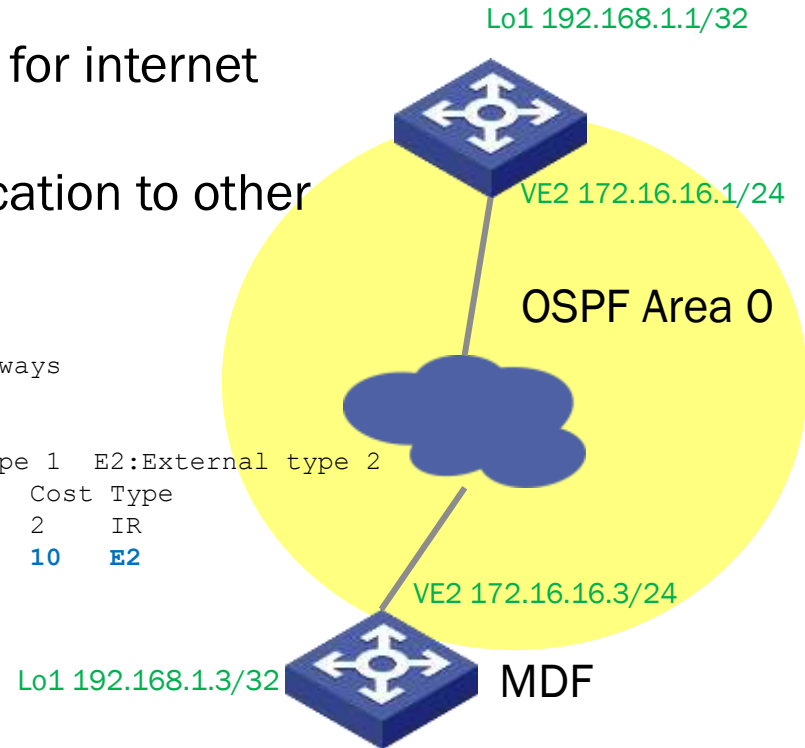 Lo1 192.168.1.1/32
for internet
cation to other
VE2 172.16.16.1/24
OSPF Area 0
ways
pe 1  E2:External type 2
Cost Type
2    IR
10   E2
VE2 172.16.16.3/24
Lo1 192.168.1.3/32
MDF